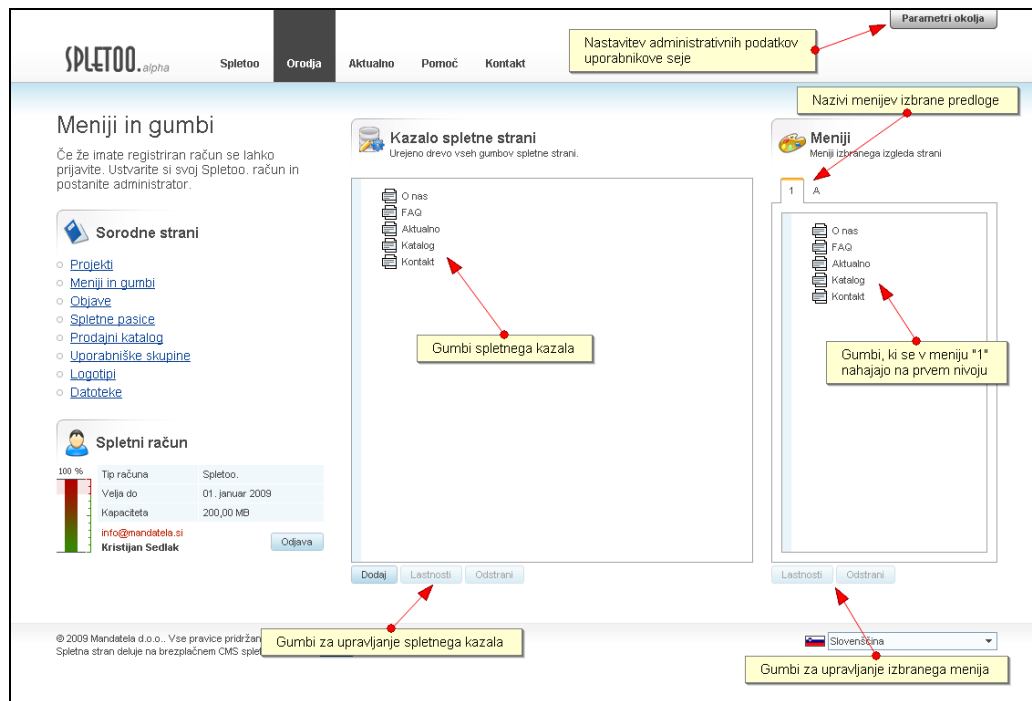 Parametri okolja
Nastavitev administrativnih podatkov
uporabnikove seje
SPLETOO.alpha
Spletoo Orodja Aktualno Pomoč Kontakt
Nazivi menijev izbrane predloge
Meniji in gumbi
Če že imate registriran račun se lahko
prijavite. Ustvarite si svoj Spletoo. račun in
postanite administrator.
Sorodne strani
Projekti
Meniji in gumbi
Objave
Spletne pasice
Prodajni katalog
Uporabniške skupine
Logotipi
Datoteke
Spletni račun
100 %
Tip računa Spletoo.
Velja do 01. januar 2009
Kapaciteta 200,00 MB
info@mandatela.si
Kristijan Sedlak
Odjava
Kazalo spletne strani
Urejeno drevo vseh gumbov spletne strani.
O nas
FAQ
Aktualno
Katalog
Kontakt
Gumbi spletnega kazala
Dodaj Lastnosti Odstrani
Gumbi za upravljanje spletnega kazala
Meniji
Meniji izbranega izgleda strani
1 A
O nas
FAQ
Aktualno
Katalog
Kontakt
Gumbi, ki se v meniju "1"
nahajajo na prvem nivoju
Lastnosti Odstrani
Slovenščina
Gumbi za upravljanje izbranega menija
© 2009 Mandatela d.o.o.. Vse pravice
Spletna stran deluje na brezplačnem CMS